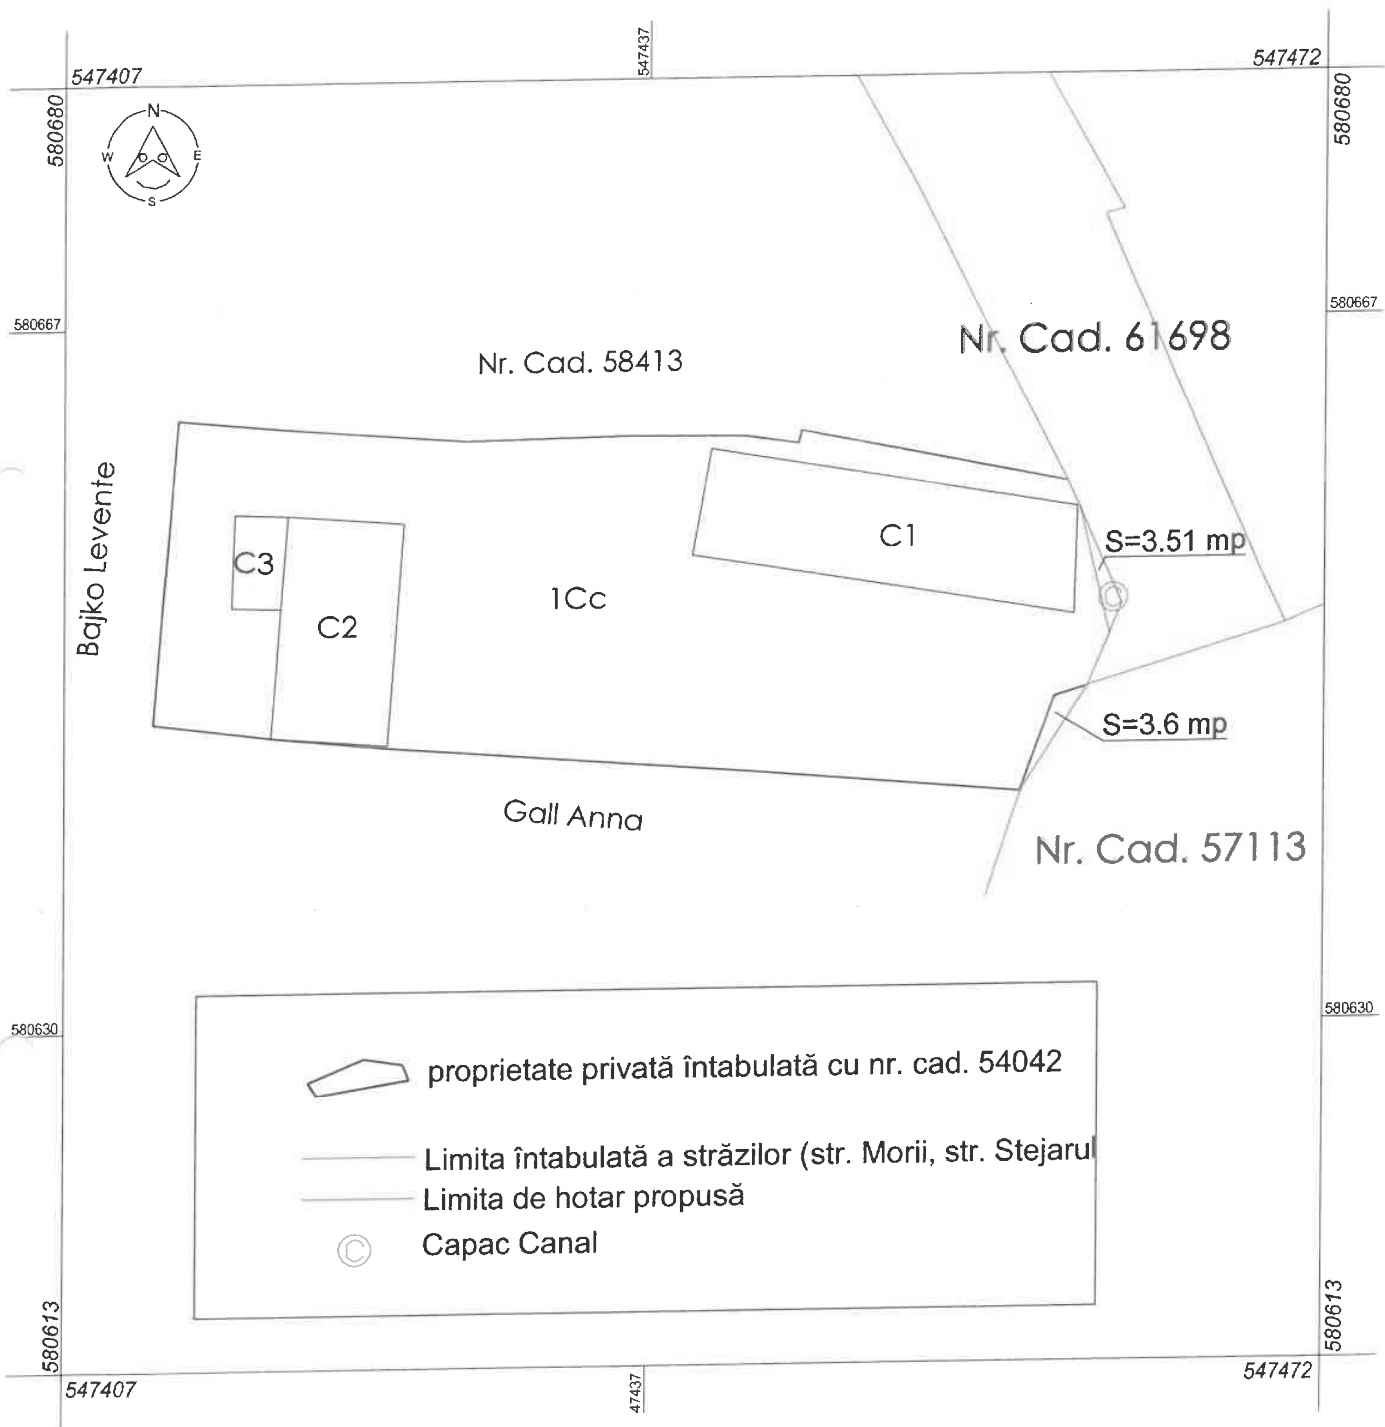 547437
547407
547472
580680
580680
N
W
E
S
580667
580667
Nr. Cad. 61698
Nr. Cad. 58413
Bajko Levente
C1
S=3.51 mp
C3
1Cc
C
C2
S=3.6 mp
Gall Anna
Nr. Cad. 57113
580630
580630
proprietate privată întabulată cu nr. cad. 54042
Limita întabulată a străzilor (str. Morii, str. Stejarul
Limita de hotar propusă
C
Capac Canal
580613
580613
547407
47437
547472